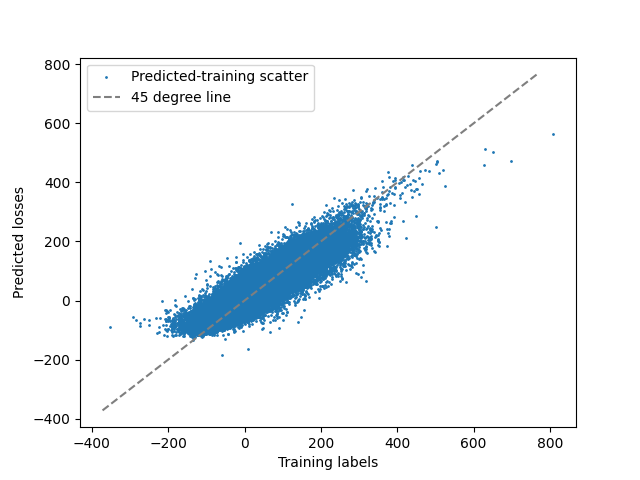 800
600
400
200
0
−200
−400
Predicted losses
Predicted-training scatter
45 degree line
−400 −200 0 200 400 600 800
Training labels